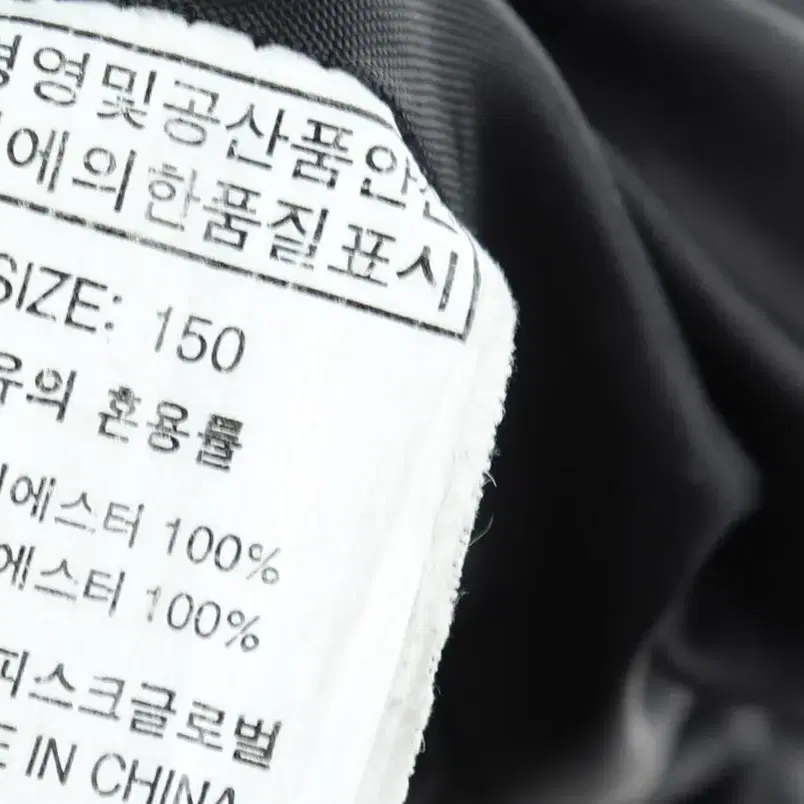 영및공산품안전
에의한품질표시
SIZE: 150
의 혼용률
에스터 100%
에스터 100%
피스크글로벌
IN CHINA